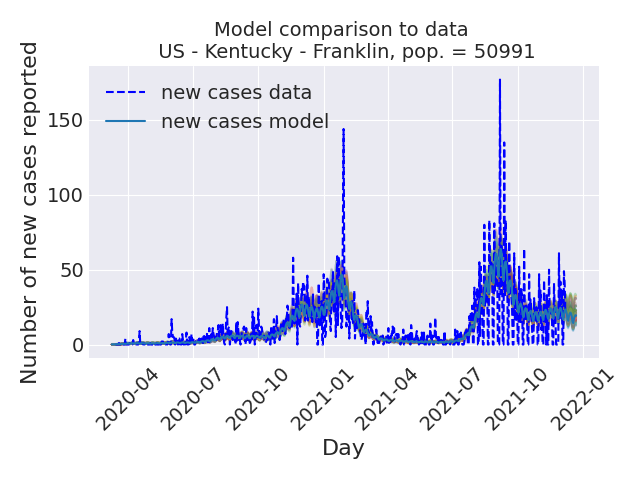 Model comparison to data
US - Kentucky - Franklin, pop. = 50991
Number of new cases reported
new cases data
new cases model
150
100
50
0
2020-04
2020-07
2020-10
2021-01
2021-04
2021-07
2021-10
2022-01
Day